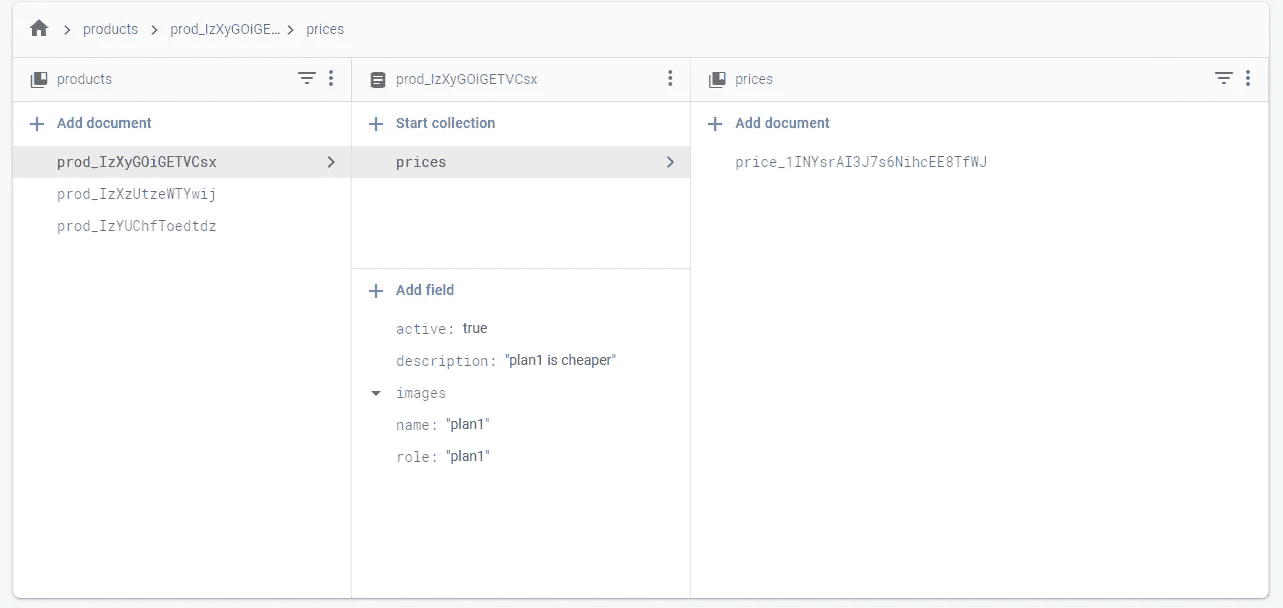 products prod_IzXyGOiGE... prices
products
Add document
prod_IzXyGOiGETVCsx
prod_IzXzUtzeWTYwij
prod_IzYUChfToedtdz
prod_IzXyGOiGETVCsx
Start collection
prices
Add field
active: true
description: "plan1 is cheaper"
images
name: "plan1"
role: "plan1"
prices
Add document
price_1INYsrAI3J7s6NihcEE8TfWJ